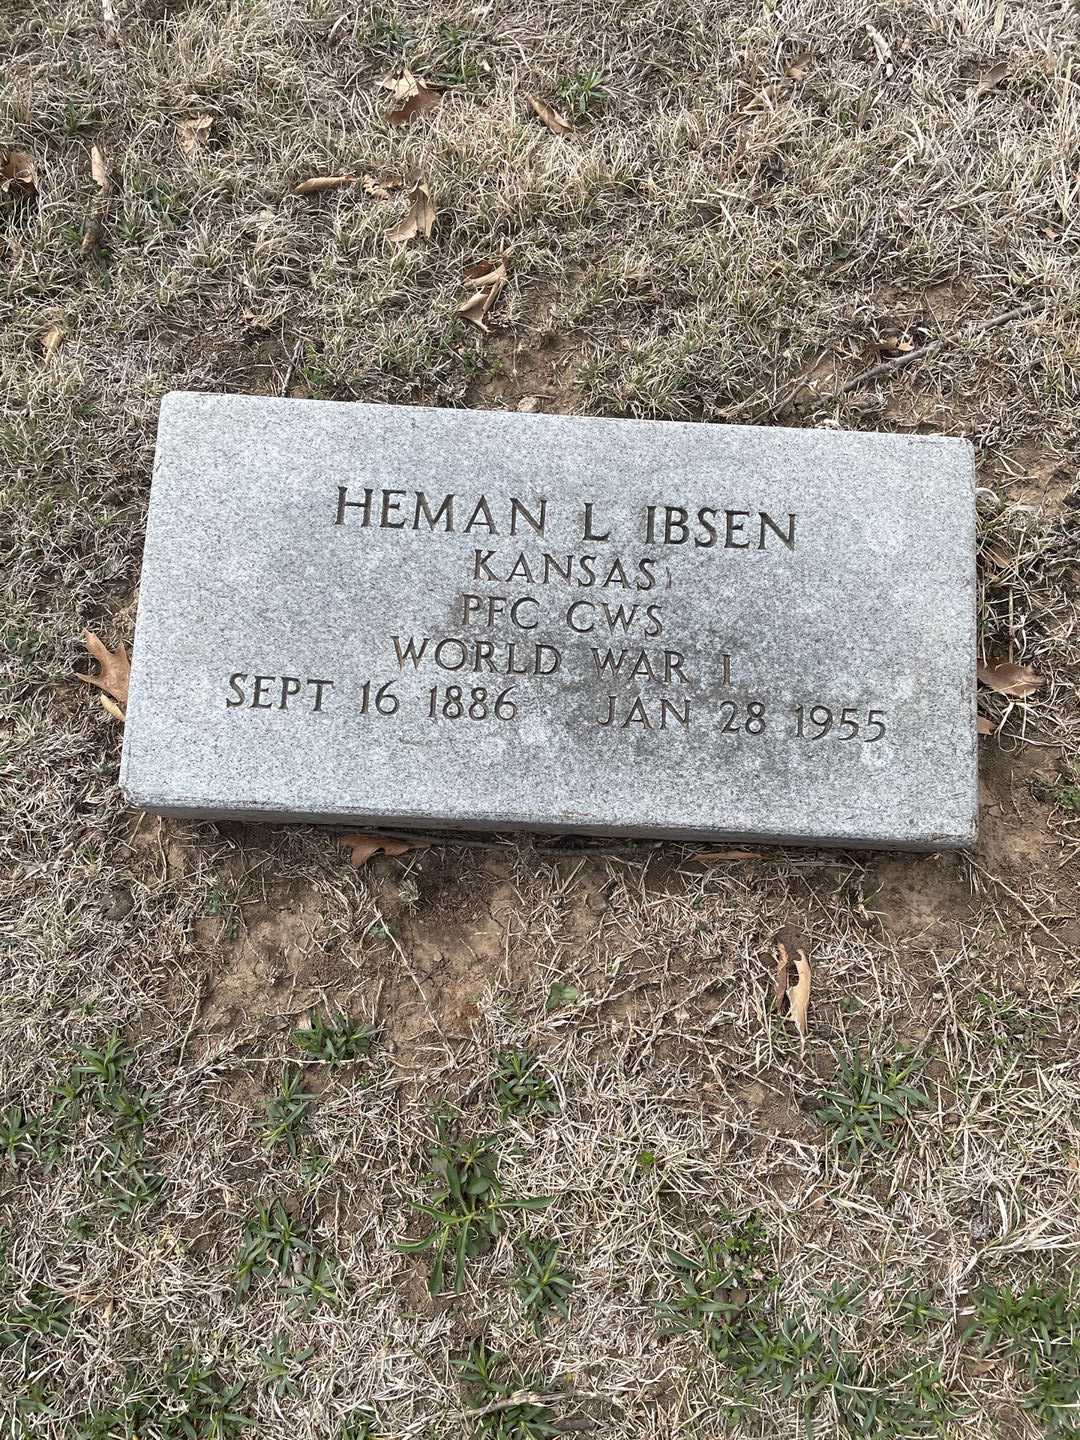 HEMAN L IBSEN
KANSAS
PFC CWS
WORLD WAR I
SEPT 16 1886 JAN 28 1955